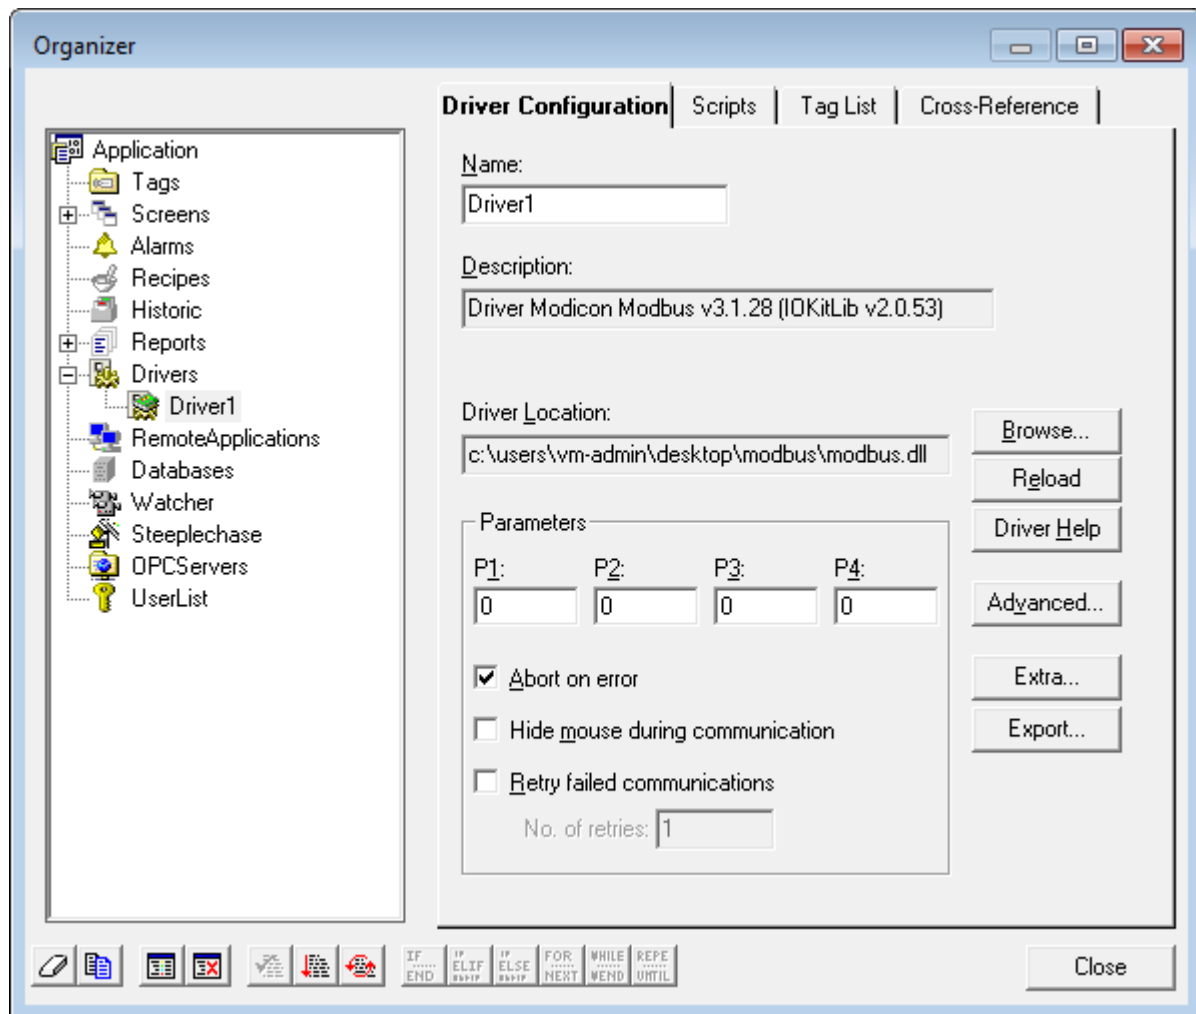 Organizer
Driver Configuration Scripts Tag List Cross-Reference
Application
Tags
Screens
Alarms
Recipes
Historic
Reports
Drivers
Driver1
RemoteApplications
Databases
Watcher
Steeplechase
OPCServers
UserList
Name:
Driver1
Description:
Driver Modicon Modbus v3.1.28 (IOKitLib v2.0.53)
Driver Location:
c:\users\vm-admin\desktop\modbus\modbus.dll
Browse...
Reload
Driver Help
Advanced...
Extra...
Export...
Parameters
P1: P2: P3: P4:
0 0 0 0
Abort on error
Hide mouse during communication
Retry failed communications
No. of retries: 1
IF END
ELIF
ELSE
FOR NEXT
WHILE WEND
REPE UNTIL
Close